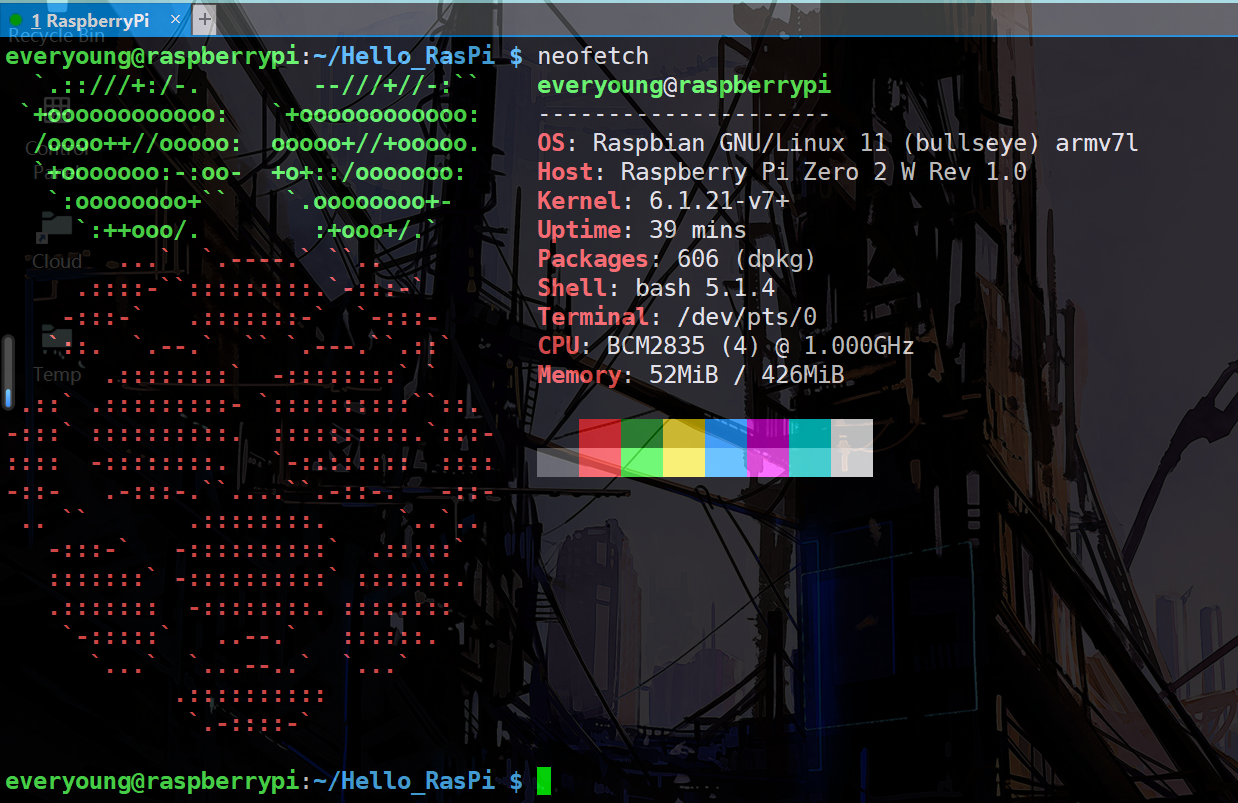 1 RaspberryPi × +
Recycle Bin
everyoung@raspberrypi:~/Hello_RasPi $ neofetch
everyoung@raspberrypi
---------------------
OS: Raspbian GNU/Linux 11 (bullseye) armv7l
Host: Raspberry Pi Zero 2 W Rev 1.0
Kernel: 6.1.21-v7+
Uptime: 39 mins
Packages: 606 (dpkg)
Shell: bash 5.1.4
Terminal: /dev/pts/0
CPU: BCM2835 (4) @ 1.000GHz
Memory: 52MiB / 426MiB
Control
Cloud
Temp
everyoung@raspberrypi:~/Hello_RasPi $